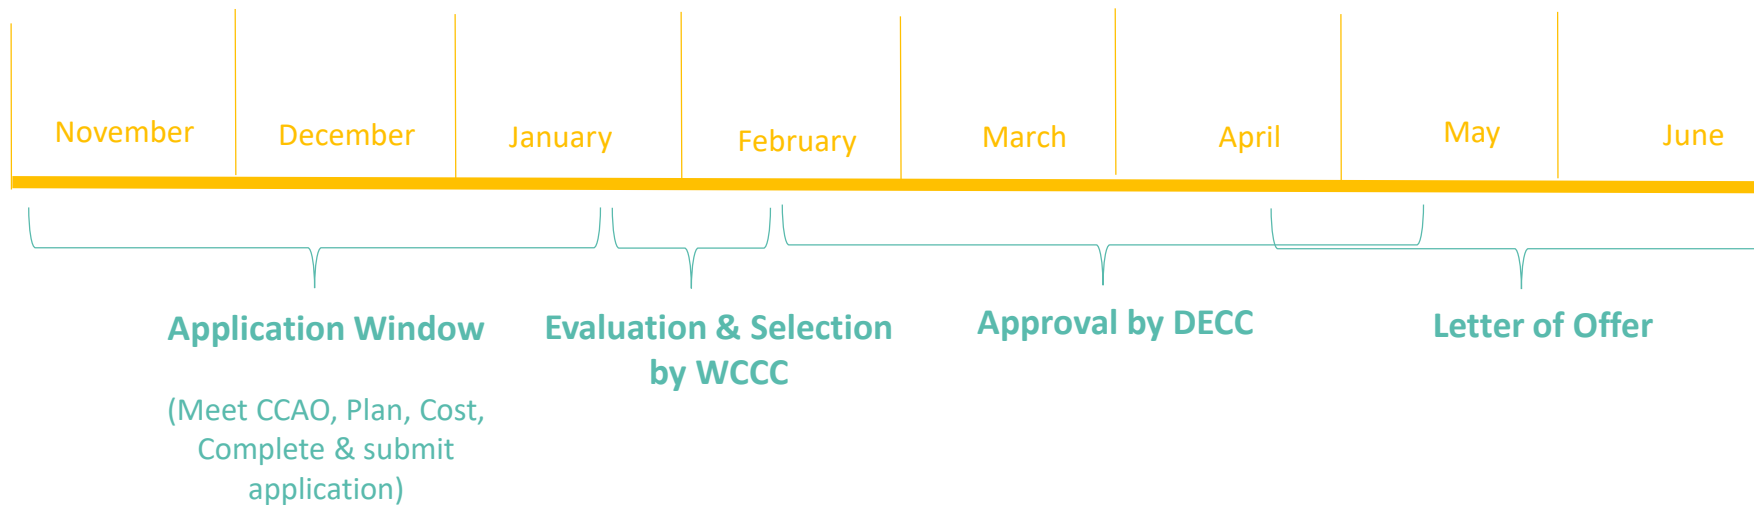 November
December
January
February
March
April
May
June
Application Window
(Meet CCAO, Plan, Cost,
Complete & submit
application)
Evaluation & Selection
by WCCC
Approval by DECC
Letter of Offer